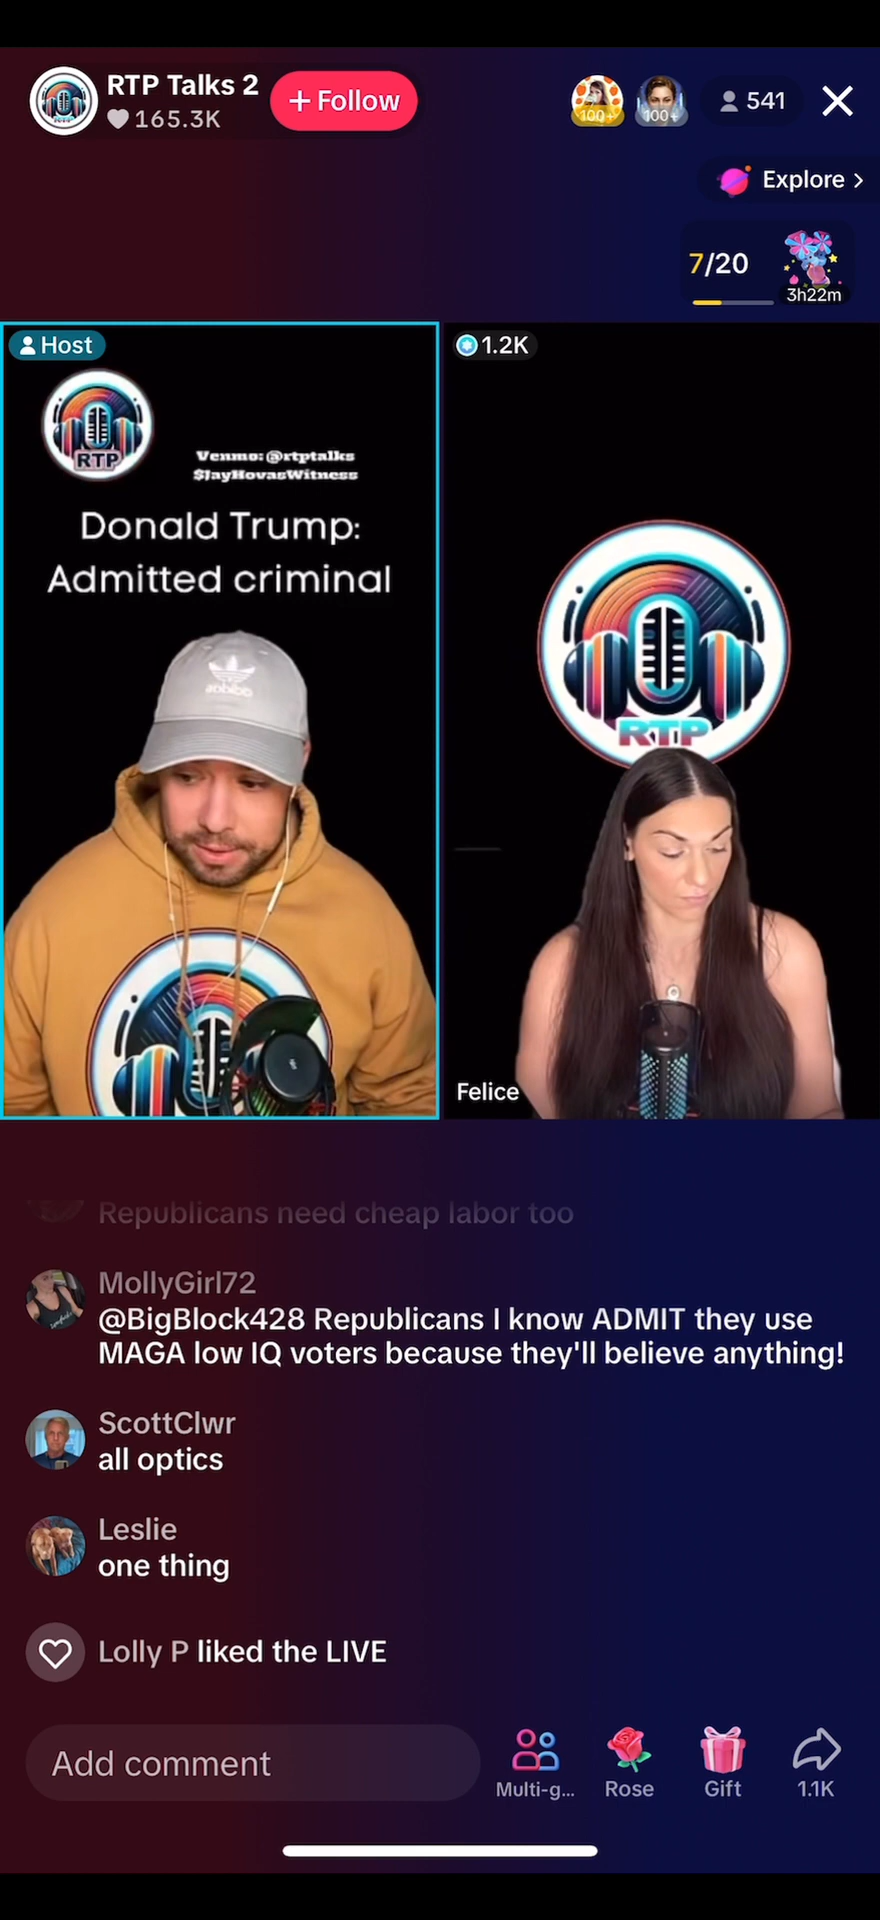 RTP Talks 2
165.3K
+ Follow
100+
100+
541
Explore >
7/20
3h22m
Host
1.2K
RTP
Venmo: @rtptalks
$JayHovasWitness
Donald Trump:
Admitted criminal
adidas
RTP
Felice
Republicans need cheap labor too
MollyGirl72
@BigBlock428 Republicans I know ADMIT they use
MAGA low IQ voters because they'll believe anything!
ScottClwr
all optics
Leslie
one thing
Lolly P liked the LIVE
Add comment
Multi-g...
Rose
Gift
1.1K